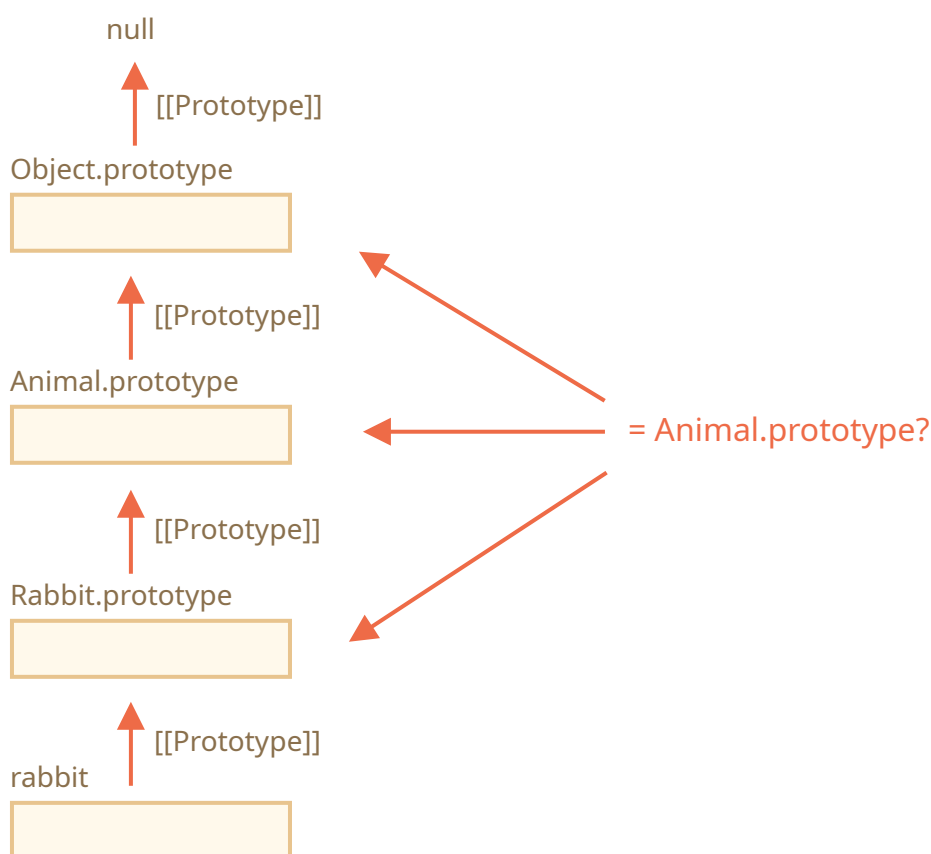 null
[[Prototype]]
Object.prototype
[[Prototype]]
Animal.prototype
= Animal.prototype?
[[Prototype]]
Rabbit.prototype
[[Prototype]]
rabbit